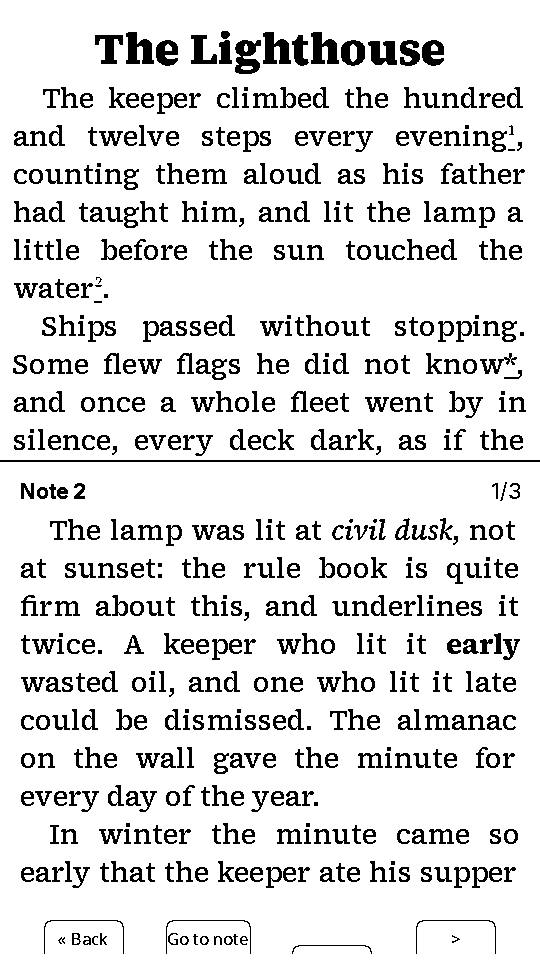 The Lighthouse
The keeper climbed the hundred
and twelve steps every evening1,
counting them aloud as his father
had taught him, and lit the lamp a
little before the sun touched the
water2.
Ships passed without stopping.
Some flew flags he did not know*,
and once a whole fleet went by in
silence, every deck dark, as if the
Note 2 1/3
The lamp was lit at civil dusk, not
at sunset: the rule book is quite
firm about this, and underlines it
twice. A keeper who lit it early
wasted oil, and one who lit it late
could be dismissed. The almanac
on the wall gave the minute for
every day of the year.
In winter the minute came so
early that the keeper ate his supper
« Back Go to note >